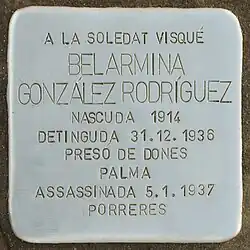 A LA SOLEDAT VISQUÉ
BELARMINA
GONZÁLEZ RODRÍGUEZ
NASCUDA 1914
DETINGUDA 31.12.1936
PRESO DE DONES
PALMA
ASSASSINADA 5.1.1937
PORRERES